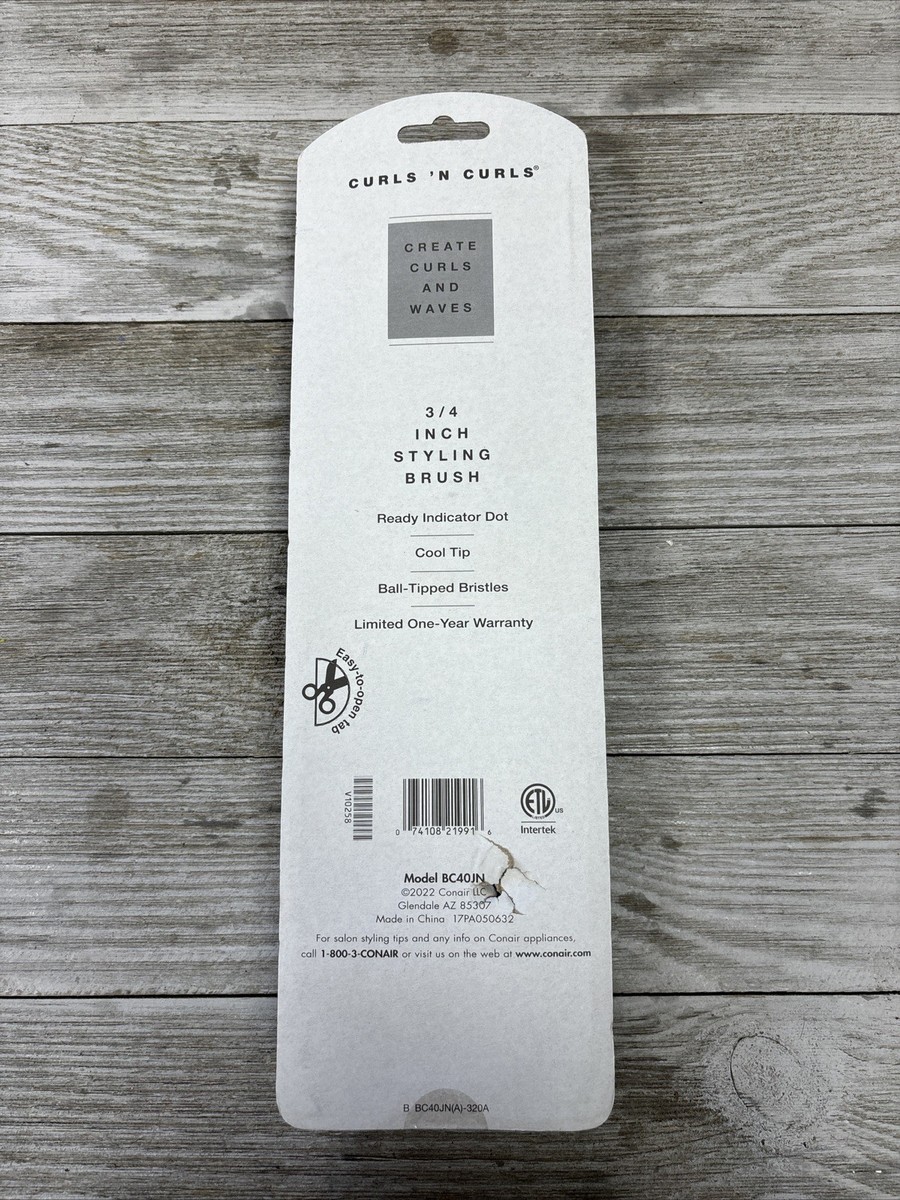 CURLS 'N CURLS®
CREATE
CURLS
AND
WAVES
3/4
INCH
STYLING
BRUSH
Ready Indicator Dot
Cool Tip
Ball-Tipped Bristles
Limited One-Year Warranty
Easy-to-open tab
V10258
0 74108 21991 6
ETL us
Intertek
Model BC40JN
©2022 Conair LLC
Glendale AZ 85307
Made in China 17PA050632
For salon styling tips and any info on Conair appliances,
call 1-800-3-CONAIR or visit us on the web at www.conair.com
B BC40JN(A)-320A